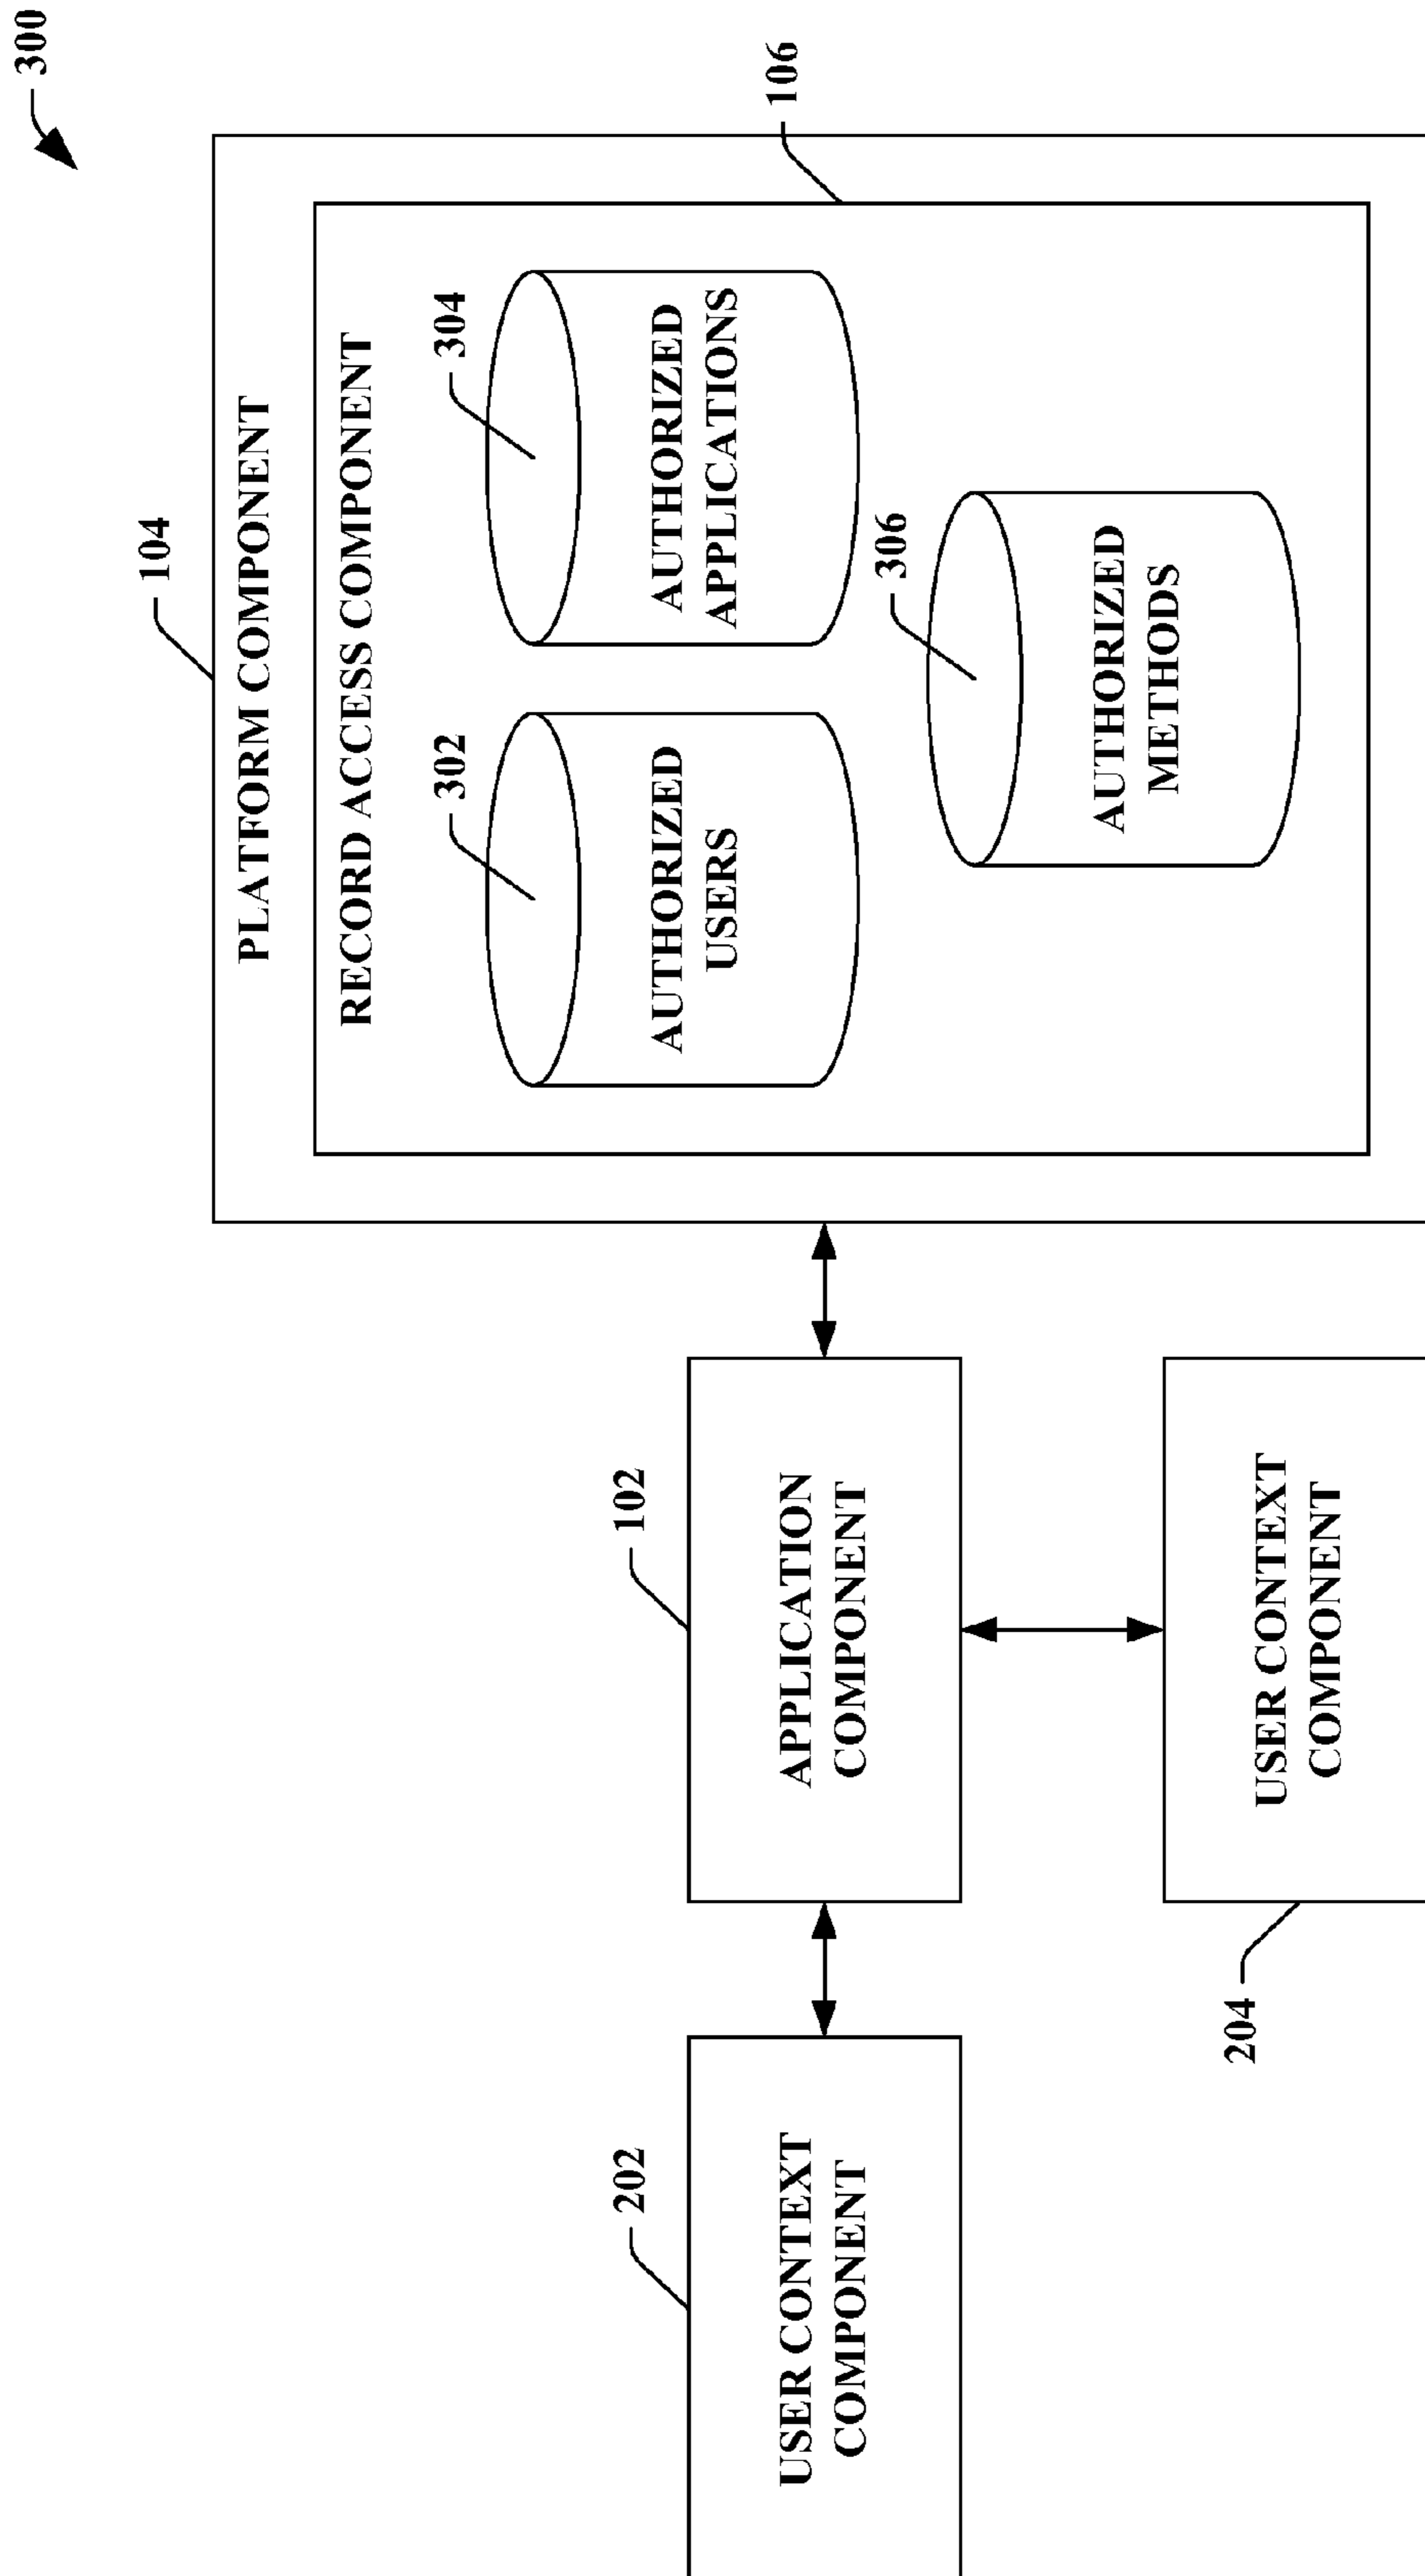 300
104
PLATFORM COMPONENT
106
RECORD ACCESS COMPONENT
302
304
AUTHORIZED
USERS
AUTHORIZED
APPLICATIONS
306
AUTHORIZED
METHODS
202
USER CONTEXT
COMPONENT
102
APPLICATION
COMPONENT
204
USER CONTEXT
COMPONENT